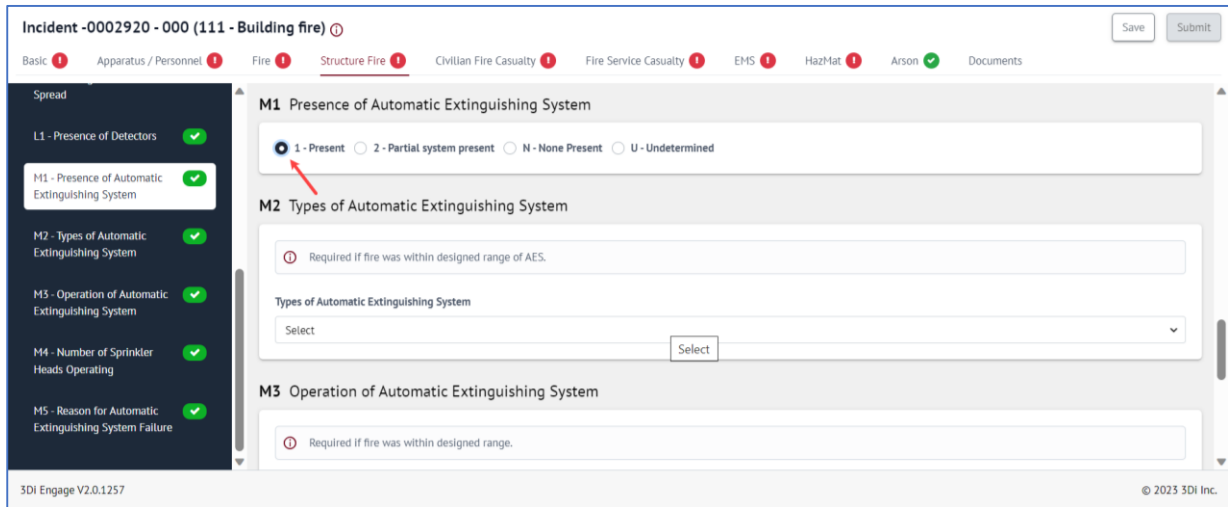 Incident -0002920 - 000 (111 - Building fire)
Save
Submit
Basic
Apparatus / Personnel
Fire
Structure Fire
Civilian Fire Casualty
Fire Service Casualty
EMS
HazMat
Arson
Documents
Spread
L1 - Presence of Detectors
M1 - Presence of Automatic
Extinguishing System
M2 - Types of Automatic
Extinguishing System
M3 - Operation of Automatic
Extinguishing System
M4 - Number of Sprinkler
Heads Operating
M5 - Reason for Automatic
Extinguishing System Failure
M1 Presence of Automatic Extinguishing System
1 - Present
2 - Partial system present
N - None Present
U - Undetermined
M2 Types of Automatic Extinguishing System
Required if fire was within designed range of AES.
Types of Automatic Extinguishing System
Select
Select
M3 Operation of Automatic Extinguishing System
Required if fire was within designed range.
3Di Engage V2.0.1257
© 2023 3Di Inc.